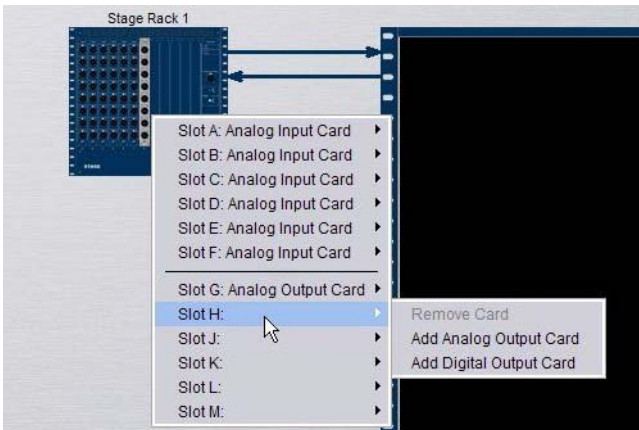 Stage Rack 1
STAGE
Slot A: Analog Input Card
Slot B: Analog Input Card
Slot C: Analog Input Card
Slot D: Analog Input Card
Slot E: Analog Input Card
Slot F: Analog Input Card
Slot G: Analog Output Card
Slot H:
Slot J:
Slot K:
Slot L:
Slot M:
Remove Card
Add Analog Output Card
Add Digital Output Card